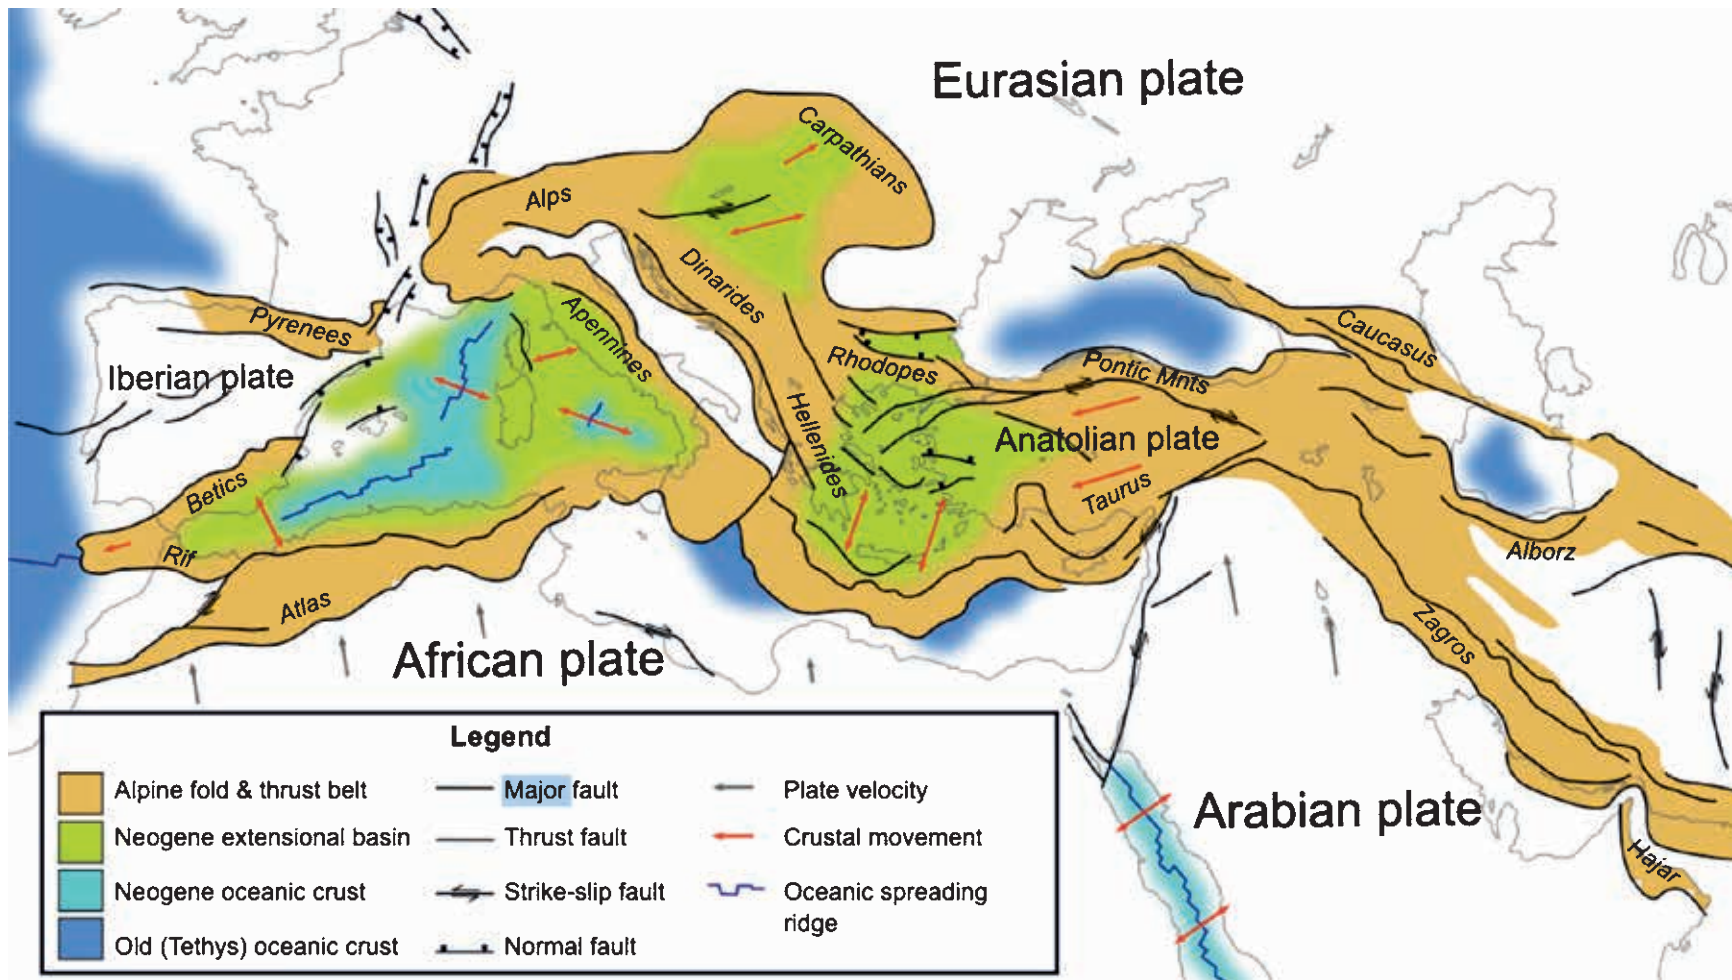 Eurasian plate
Carpathians
Alps
Dinarides
Apennines
Pyrenees
Iberian plate
Caucasus
Pontic Mnts
Rhodopes
Hellenides
Anatolian plate
Taurus
Betics
Rif
Atlas
Alborz
Zagros
African plate
Arabian plate
Hajar
Legend
Alpine fold & thrust belt
Neogene extensional basin
Neogene oceanic crust
Old (Tethys) oceanic crust
Major fault
Thrust fault
Strike-slip fault
Normal fault
Plate velocity
Crustal movement
Oceanic spreading
ridge